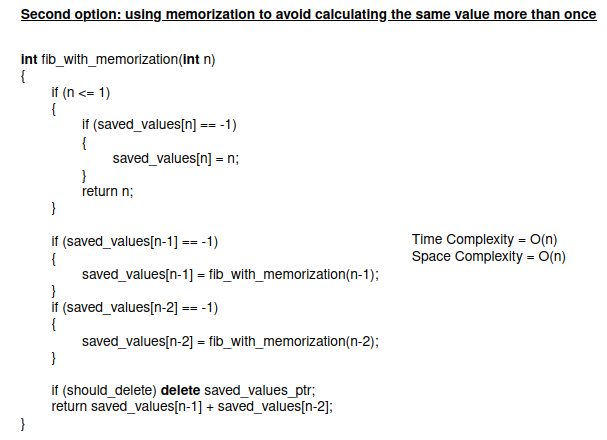 Second option: using memorization to avoid calculating the same value more than once
int fib_with_memorization(int n)
{
if (n <= 1)
{
if (saved_values[n] == -1)
{
saved_values[n] = n;
}
return n;
}
if (saved_values[n-1] == -1)
{
saved_values[n-1] = fib_with_memorization(n-1);
}
if (saved_values[n-2] == -1)
{
saved_values[n-2] = fib_with_memorization(n-2);
}
if (should_delete) delete saved_values_ptr;
return saved_values[n-1] + saved_values[n-2];
}
Time Complexity = O(n)
Space Complexity = O(n)